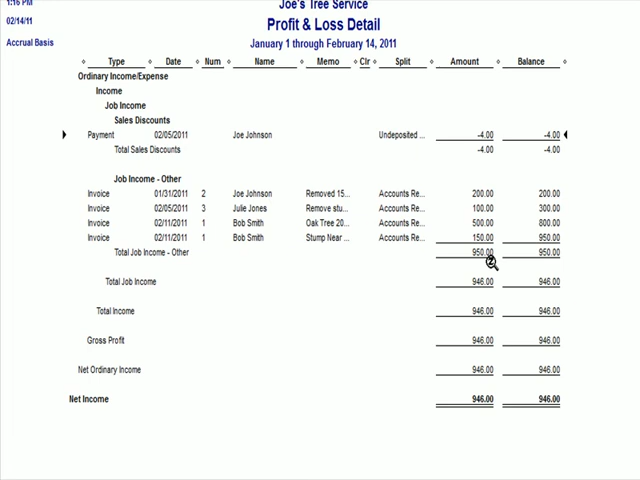 1:16 PM
Joe's Tree Service
02/14/11
Profit & Loss Detail
Accrual Basis
January 1 through February 14, 2011
Type Date Num Name Memo Clr Split Amount Balance
Ordinary Income/Expense
Income
Job Income
Sales Discounts
Payment 02/05/2011 Joe Johnson Undeposited ... -4.00 -4.00
Total Sales Discounts -4.00 -4.00
Job Income - Other
Invoice 01/31/2011 2 Joe Johnson Removed 15... Accounts Re... 200.00 200.00
Invoice 02/05/2011 3 Julie Jones Remove stu... Accounts Re... 100.00 300.00
Invoice 02/11/2011 1 Bob Smith Oak Tree 20... Accounts Re... 500.00 800.00
Invoice 02/11/2011 1 Bob Smith Stump Near ... Accounts Re... 150.00 950.00
Total Job Income - Other 950.00 950.00
Total Job Income 946.00 946.00
Total Income 946.00 946.00
Gross Profit 946.00 946.00
Net Ordinary Income 946.00 946.00
Net Income 946.00 946.00